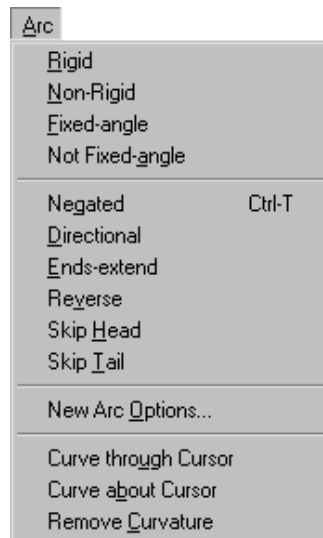 Arc
Rigid
Non-Rigid
Fixed-angle
Not Fixed-angle
Negated Ctrl-T
Directional
Ends-extend
Reverse
Skip Head
Skip Tail
New Arc Options...
Curve through Cursor
Curve about Cursor
Remove Curvature